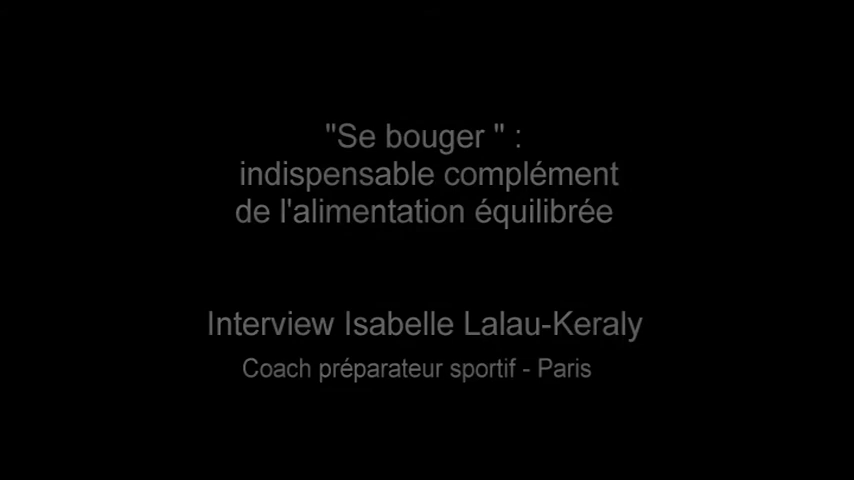 "Se bouger " :
indispensable complément
de l'alimentation équilibrée
Interview Isabelle Lalau-Keraly
Coach préparateur sportif - Paris